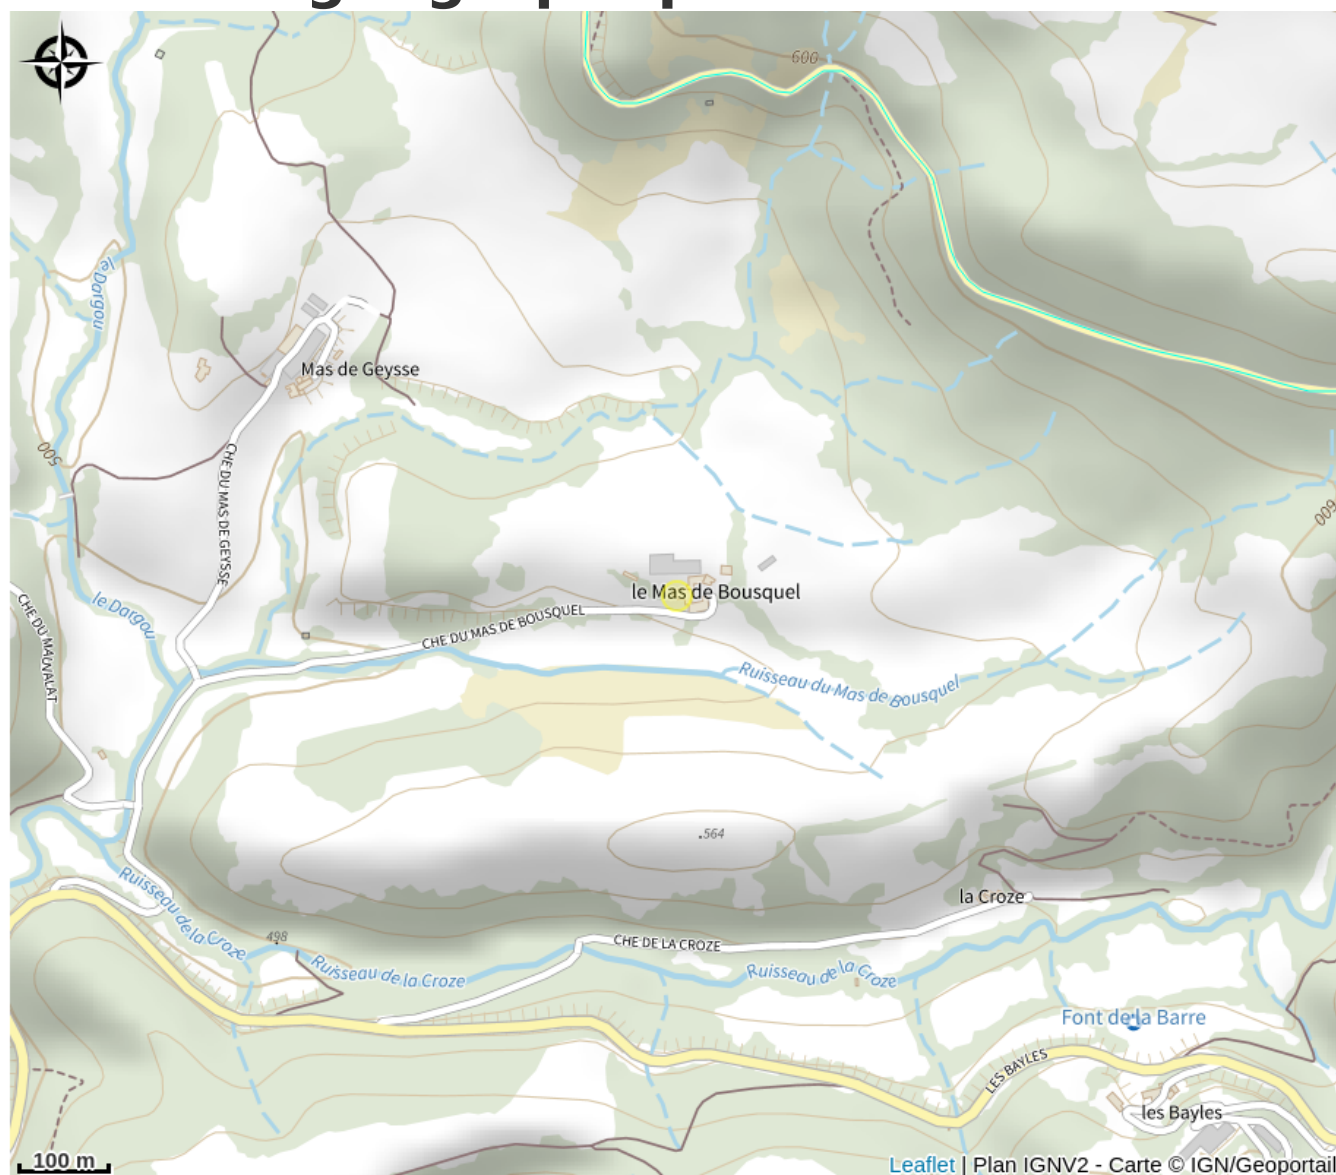 600
le Dargou
Mas de Geysse
500
CHE DU MAS DE GEYSSE
600
le Mas de Bousquel
CHE DU MAUVALAT
le Dargou
CHE DU MAS DE BOUSQUEL
Ruisseau du Mas de Bousquel
.564
Ruisseau de la Croze
la Croze
498
CHE DE LA CROZE
Ruisseau de la Croze
Ruisseau de la Croze
Font de la Barre
LES BAYLES
les Bayles
100 m
Leaflet | Plan IGNV2 - Carte © IGN/Geoportail